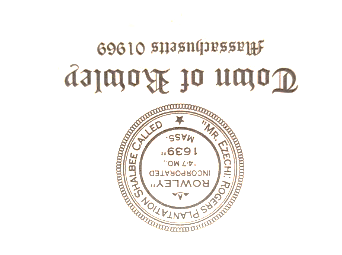 "MR. EZECHI: ROGERS PLANTATION SHALBEE CALLED
ROWLEY"
INCORPORATED
"4-7 MO.,
1639"
MASS.
Town of Rowley
Massachusetts 01969